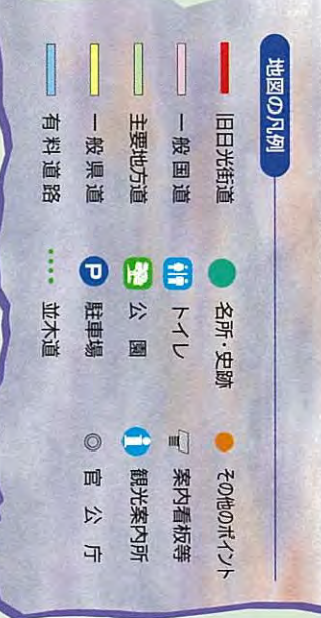 地図の凡例
旧日光街道
一般国道
主要地方道
一般県道
有料道路
名所・史跡
トイレ
公園
P 駐車場
並木道
その他のポイント
案内看板等
i 観光案内所
官公庁